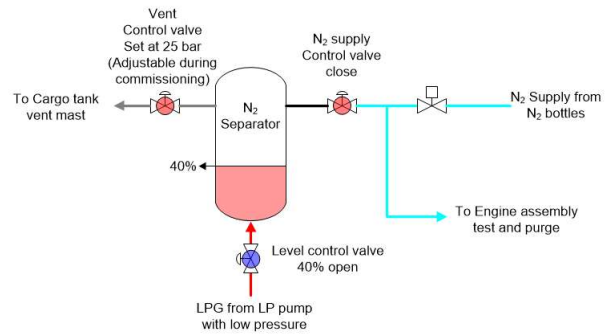 Vent
Control valve
Set at 25 bar
(Adjustable during
commissioning)
N₂ supply
Control valve
close
To Cargo tank
vent mast
N₂
Separator
N₂ Supply from
N₂ bottles
40%
To Engine assembly
test and purge
Level control valve
40% open
LPG from LP pump
with low pressure